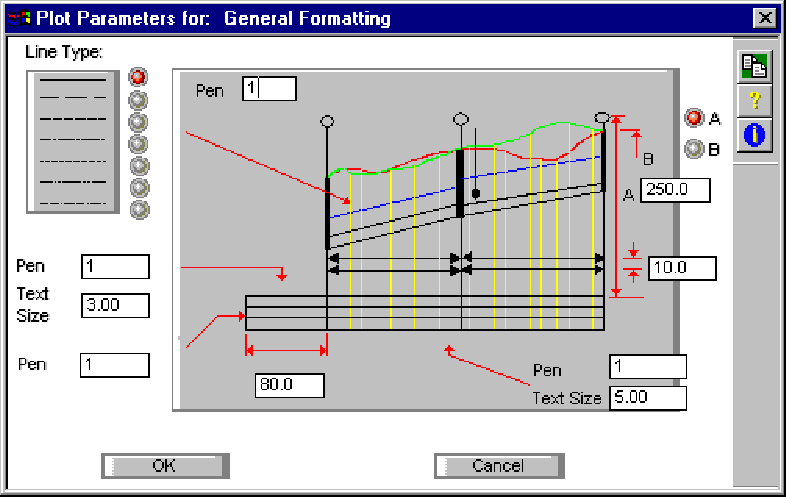 Plot Parameters for: General Formatting
Line Type:
Pen 1
A
B
B
A 250.0
10.0
Pen 1
Text Size 3.00
Pen 1
80.0
Pen 1
Text Size 5.00
?
i
OK
Cancel